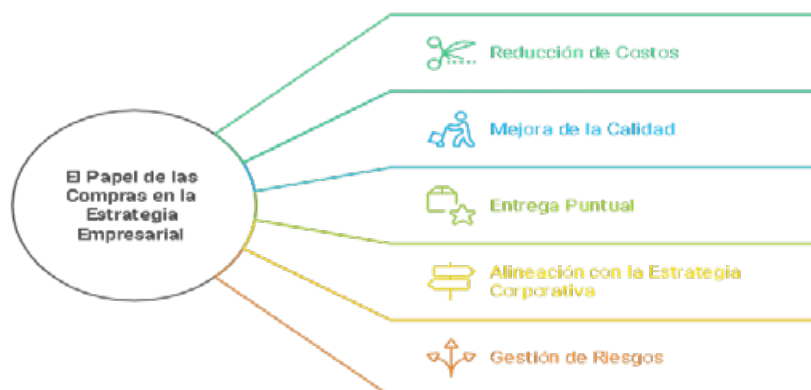 El Papel de las
Compras en la
Estrategia
Empresarial
Reducción de Costos
Mejora de la Calidad
Entrega Puntual
Alineación con la Estrategia
Corporativa
Gestión de Riesgos